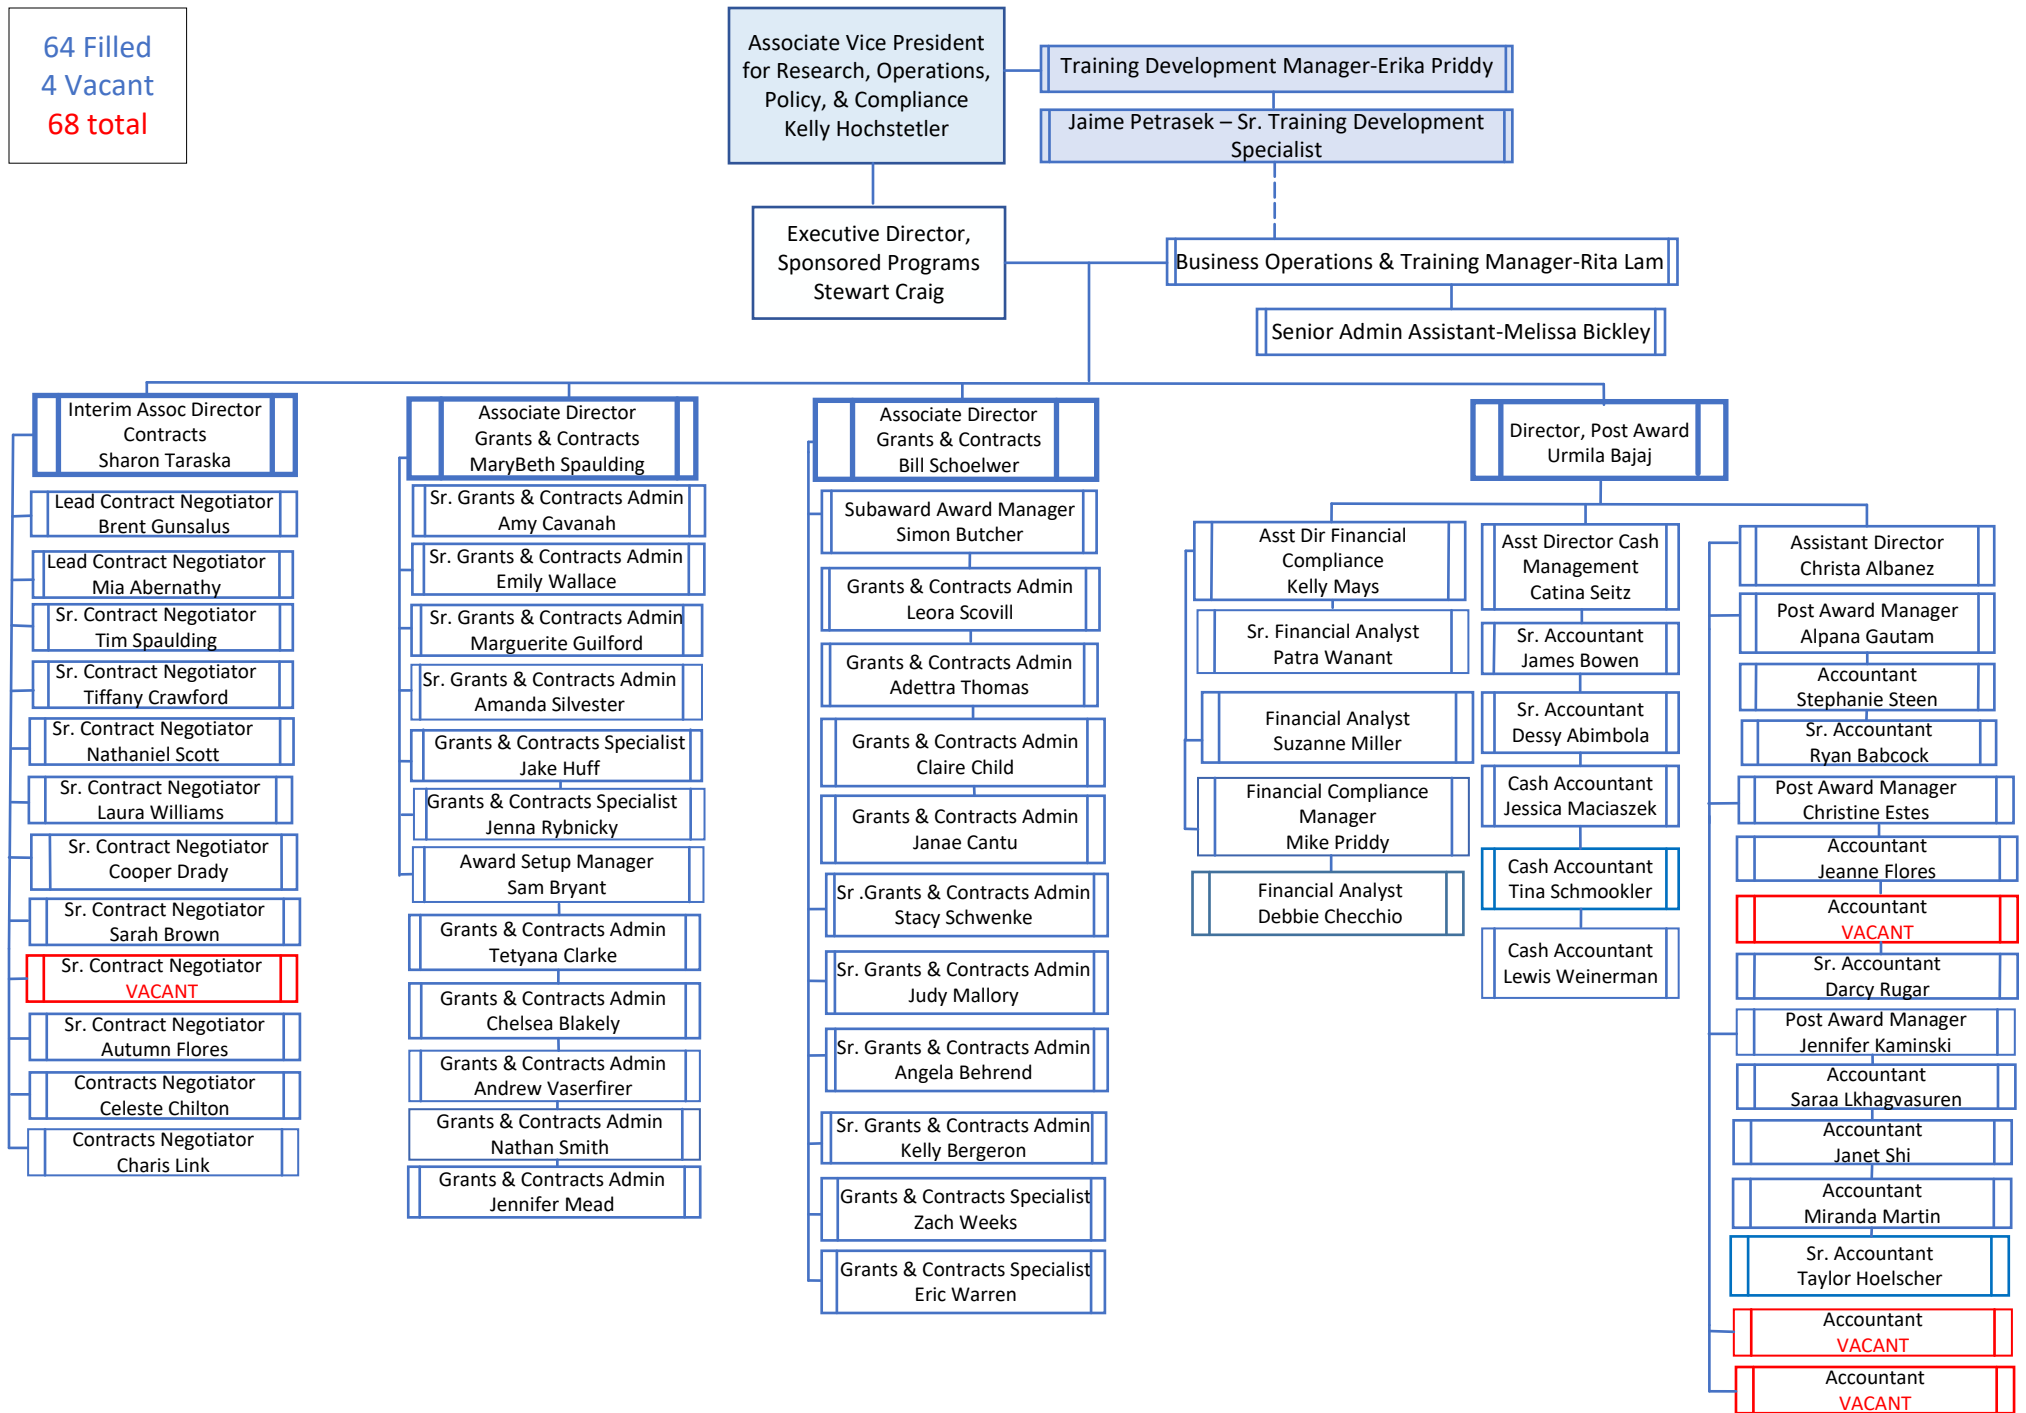 64 Filled
4 Vacant
68 total
Associate Vice President
for Research, Operations,
Policy, & Compliance
Kelly Hochstetler
Training Development Manager-Erika Priddy
Jaime Petrasek – Sr. Training Development
Specialist
Executive Director,
Sponsored Programs
Stewart Craig
Business Operations & Training Manager-Rita Lam
Senior Admin Assistant-Melissa Bickley
Interim Assoc Director
Contracts
Sharon Taraska
Lead Contract Negotiator
Brent Gunsalus
Lead Contract Negotiator
Mia Abernathy
Sr. Contract Negotiator
Tim Spaulding
Sr. Contract Negotiator
Tiffany Crawford
Sr. Contract Negotiator
Nathaniel Scott
Sr. Contract Negotiator
Laura Williams
Sr. Contract Negotiator
Cooper Drady
Sr. Contract Negotiator
Sarah Brown
Sr. Contract Negotiator
VACANT
Sr. Contract Negotiator
Autumn Flores
Contracts Negotiator
Celeste Chilton
Contracts Negotiator
Charis Link
Associate Director
Grants & Contracts
MaryBeth Spaulding
Sr. Grants & Contracts Admin
Amy Cavanah
Sr. Grants & Contracts Admin
Emily Wallace
Sr. Grants & Contracts Admin
Marguerite Guilford
Sr. Grants & Contracts Admin
Amanda Silvester
Grants & Contracts Specialist
Jake Huff
Grants & Contracts Specialist
Jenna Rybnicky
Award Setup Manager
Sam Bryant
Grants & Contracts Admin
Tetyana Clarke
Grants & Contracts Admin
Chelsea Blakely
Grants & Contracts Admin
Andrew Vaserfirer
Grants & Contracts Admin
Nathan Smith
Grants & Contracts Admin
Jennifer Mead
Associate Director
Grants & Contracts
Bill Schoelwer
Subaward Award Manager
Simon Butcher
Grants & Contracts Admin
Leora Scovill
Grants & Contracts Admin
Adettra Thomas
Grants & Contracts Admin
Claire Child
Grants & Contracts Admin
Janae Cantu
Sr .Grants & Contracts Admin
Stacy Schwenke
Sr. Grants & Contracts Admin
Judy Mallory
Sr. Grants & Contracts Admin
Angela Behrend
Sr. Grants & Contracts Admin
Kelly Bergeron
Grants & Contracts Specialist
Zach Weeks
Grants & Contracts Specialist
Eric Warren
Director, Post Award
Urmila Bajaj
Asst Dir Financial
Compliance
Kelly Mays
Sr. Financial Analyst
Patra Wanant
Financial Analyst
Suzanne Miller
Financial Compliance
Manager
Mike Priddy
Financial Analyst
Debbie Checchio
Asst Director Cash
Management
Catina Seitz
Sr. Accountant
James Bowen
Sr. Accountant
Dessy Abimbola
Cash Accountant
Jessica Maciaszek
Cash Accountant
Tina Schmookler
Cash Accountant
Lewis Weinerman
Assistant Director
Christa Albanez
Post Award Manager
Alpana Gautam
Accountant
Stephanie Steen
Sr. Accountant
Ryan Babcock
Post Award Manager
Christine Estes
Accountant
Jeanne Flores
Accountant
VACANT
Sr. Accountant
Darcy Rugar
Post Award Manager
Jennifer Kaminski
Accountant
Saraa Lkhagvasuren
Accountant
Janet Shi
Accountant
Miranda Martin
Sr. Accountant
Taylor Hoelscher
Accountant
VACANT
Accountant
VACANT